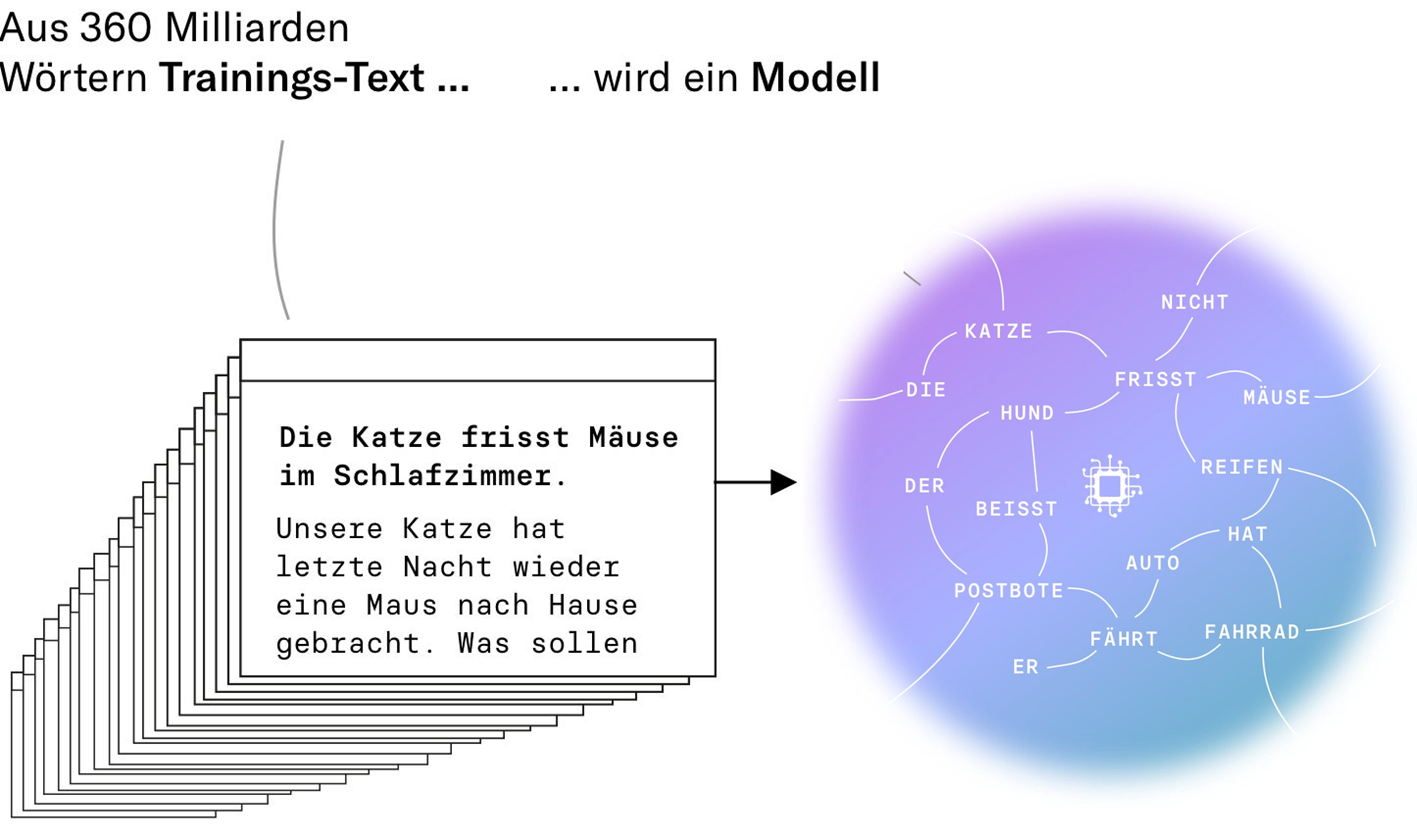 Aus 360 Milliarden
Wörtern Trainings-Text ...
... wird ein Modell
Die Katze frisst Mäuse
im Schlafzimmer.
Unsere Katze hat
letzte Nacht wieder
eine Maus nach Hause
gebracht. Was sollen
NICHT
KATZE
FRISST
DIE
MÄUSE
HUND
REIFEN
DER
BEISST
HAT
AUTO
POSTBOTE
FAHRRAD
FÄHRT
ER